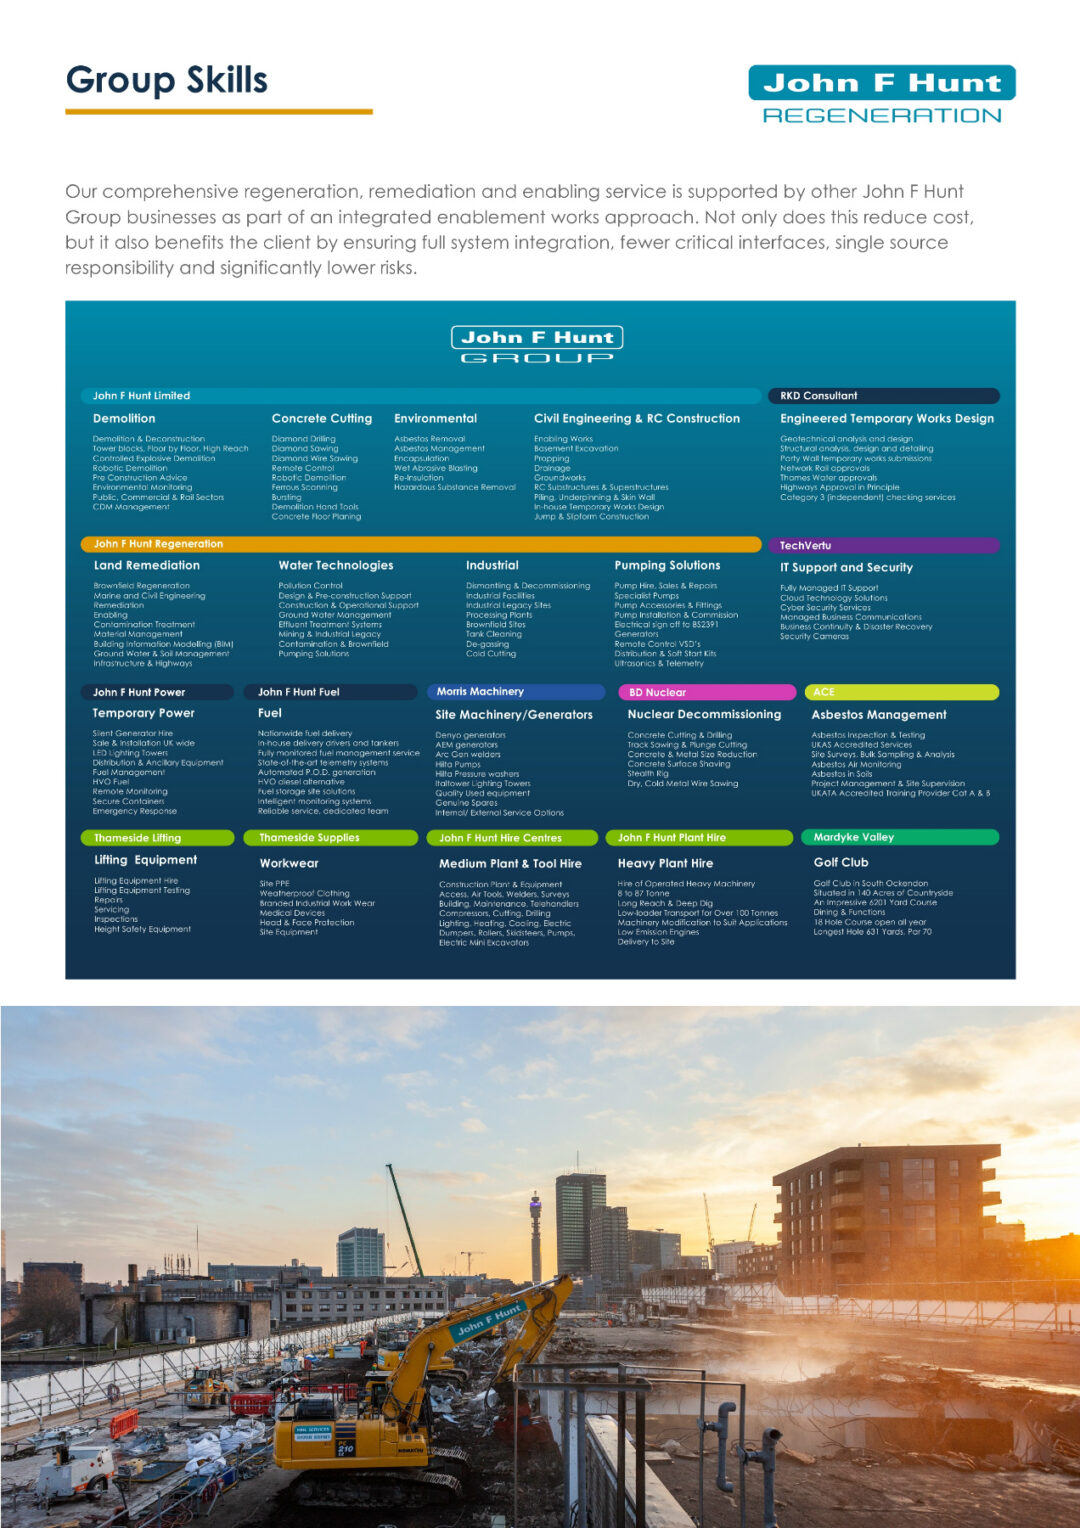 Group Skills
John F Hunt
REGENERATION
Our comprehensive regeneration, remediation and enabling service is supported by other John F Hunt
Group businesses as part of an integrated enablement works approach. Not only does this reduce cost,
but it also benefits the client by ensuring full system integration, fewer critical interfaces, single source
responsibility and significantly lower risks.
John F Hunt
GROUP
John F Hunt Limited
Demolition
Demolition & Deconstruction
Tower blocks, Floor by Floor, High Reach
Controlled Explosive Demolition
Robotic Demolition
Pre Construction Advice
Environmental Monitoring
Public, Commercial & Rail Sectors
CDM Management
Concrete Cutting
Diamond Drilling
Diamond Sawing
Diamond Wire Sawing
Remote Control
Robotic Demolition
Ferrous Scanning
Bursting
Demolition Hand Tools
Concrete Floor Planing
Environmental
Asbestos Removal
Asbestos Management
Encapsulation
Wet Abrasive Blasting
Re-Insulation
Hazardous Substance Removal
Civil Engineering & RC Construction
Enabling Works
Basement Excavation
Propping
Drainage
Groundworks
RC Substructures & Superstructures
Piling, Underpinning & Skin Wall
In-house Temporary Works Design
Jump & Slipform Construction
RKD Consultant
Engineered Temporary Works Design
Geotechnical analysis and design
Structural analysis, design and detailing
Party Wall temporary works submissions
Network Rail approvals
Thames Water approvals
Highways Approval in Principle
Category 3 (independent) checking services
John F Hunt Regeneration
Land Remediation
Brownfield Regeneration
Marine and Civil Engineering
Remediation
Enabling
Contamination Treatment
Material Management
Building Information Modelling (BIM)
Ground Water & Soil Management
Infrastructure & Highways
Water Technologies
Pollution Control
Design & Pre-construction Support
Construction & Operational Support
Ground Water Management
Effluent Treatment Systems
Mining & Industrial Legacy
Contamination & Brownfield
Pumping Solutions
Industrial
Dismantling & Decommissioning
Industrial Facilities
Industrial Legacy Sites
Processing Plants
Brownfield Sites
Tank Cleaning
De-gassing
Cold Cutting
Pumping Solutions
Pump Hire, Sales & Repairs
Specialist Pumps
Pump Accessories & Fittings
Pump Installation & Commission
Electrical sign off to BS2391
Generators
Remote Control VSD's
Distribution & Soft Start Kits
Ultrasonics & Telemetry
TechVertu
IT Support and Security
Fully Managed IT Support
Cloud Technology Solutions
Cyber Security Services
Managed Business Communications
Business Continuity & Disaster Recovery
Security Cameras
John F Hunt Power
Temporary Power
Silent Generator Hire
Sale & Installation UK wide
LED Lighting Towers
Distribution & Ancillary Equipment
Fuel Management
HVO Fuel
Remote Monitoring
Secure Containers
Emergency Response
John F Hunt Fuel
Fuel
Nationwide fuel delivery
In-house delivery drivers and tankers
Fully monitored fuel management service
State-of-the-art telemetry systems
Automated P.O.D. generation
HVO diesel alternative
Fuel storage site solutions
Intelligent monitoring systems
Reliable service, dedicated team
Morris Machinery
Site Machinery/Generators
Denyo generators
AEM generators
Arc Gen welders
Hilta Pumps
Hilta Pressure washers
Italtower Lighting Towers
Quality Used equipment
Genuine Spares
Internal/ External Service Options
BD Nuclear
Nuclear Decommissioning
Concrete Cutting & Drilling
Track Sawing & Plunge Cutting
Concrete & Metal Size Reduction
Concrete Surface Shaving
Stealth Rig
Dry, Cold Metal Wire Sawing
ACE
Asbestos Management
Asbestos Inspection & Testing
UKAS Accredited Services
Site Surveys, Bulk Sampling & Analysis
Asbestos Air Monitoring
Asbestos in Soils
Project Management & Site Supervision
UKATA Accredited Training Provider Cat A & B
Thameside Lifting
Lifting Equipment
Lifting Equipment Hire
Lifting Equipment Testing
Repairs
Servicing
Inspections
Height Safety Equipment
Thameside Supplies
Workwear
Site PPE
Weatherproof Clothing
Branded Industrial Work Wear
Medical Devices
Head & Face Protection
Site Equipment
John F Hunt Hire Centres
Medium Plant & Tool Hire
Construction Plant & Equipment
Access, Air Tools, Welders, Surveys
Building, Maintenance, Telehandlers
Compressors, Cutting, Drilling
Lighting, Heating, Cooling, Electric
Dumpers, Rollers, Skidsteers, Pumps,
Electric Mini Excavators
John F Hunt Plant Hire
Heavy Plant Hire
Hire of Operated Heavy Machinery
8 to 87 Tonne
Long Reach & Deep Dig
Low-loader Transport for Over 100 Tonnes
Machinery Modification to Suit Applications
Low Emission Engines
Delivery to Site
Mardyke Valley
Golf Club
Golf Club in South Ockendon
Situated in 140 Acres of Countryside
An Impressive 6201 Yard Course
Dining & Functions
18 Hole Course open all year
Longest Hole 631 Yards, Par 70
John F Hunt
PC
210
KOMATSU